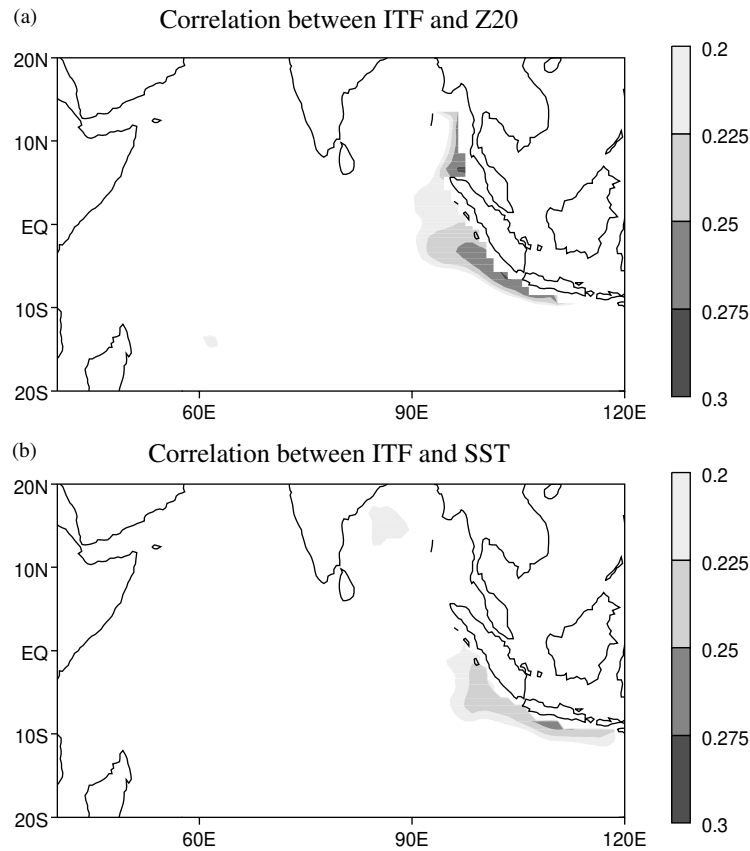 (a)
Correlation between ITF and Z20
20N
10N
EQ
10S
20S
60E
90E
120E
0.2
0.225
0.25
0.275
0.3
(b)
Correlation between ITF and SST
20N
10N
EQ
10S
20S
60E
90E
120E
0.2
0.225
0.25
0.275
0.3